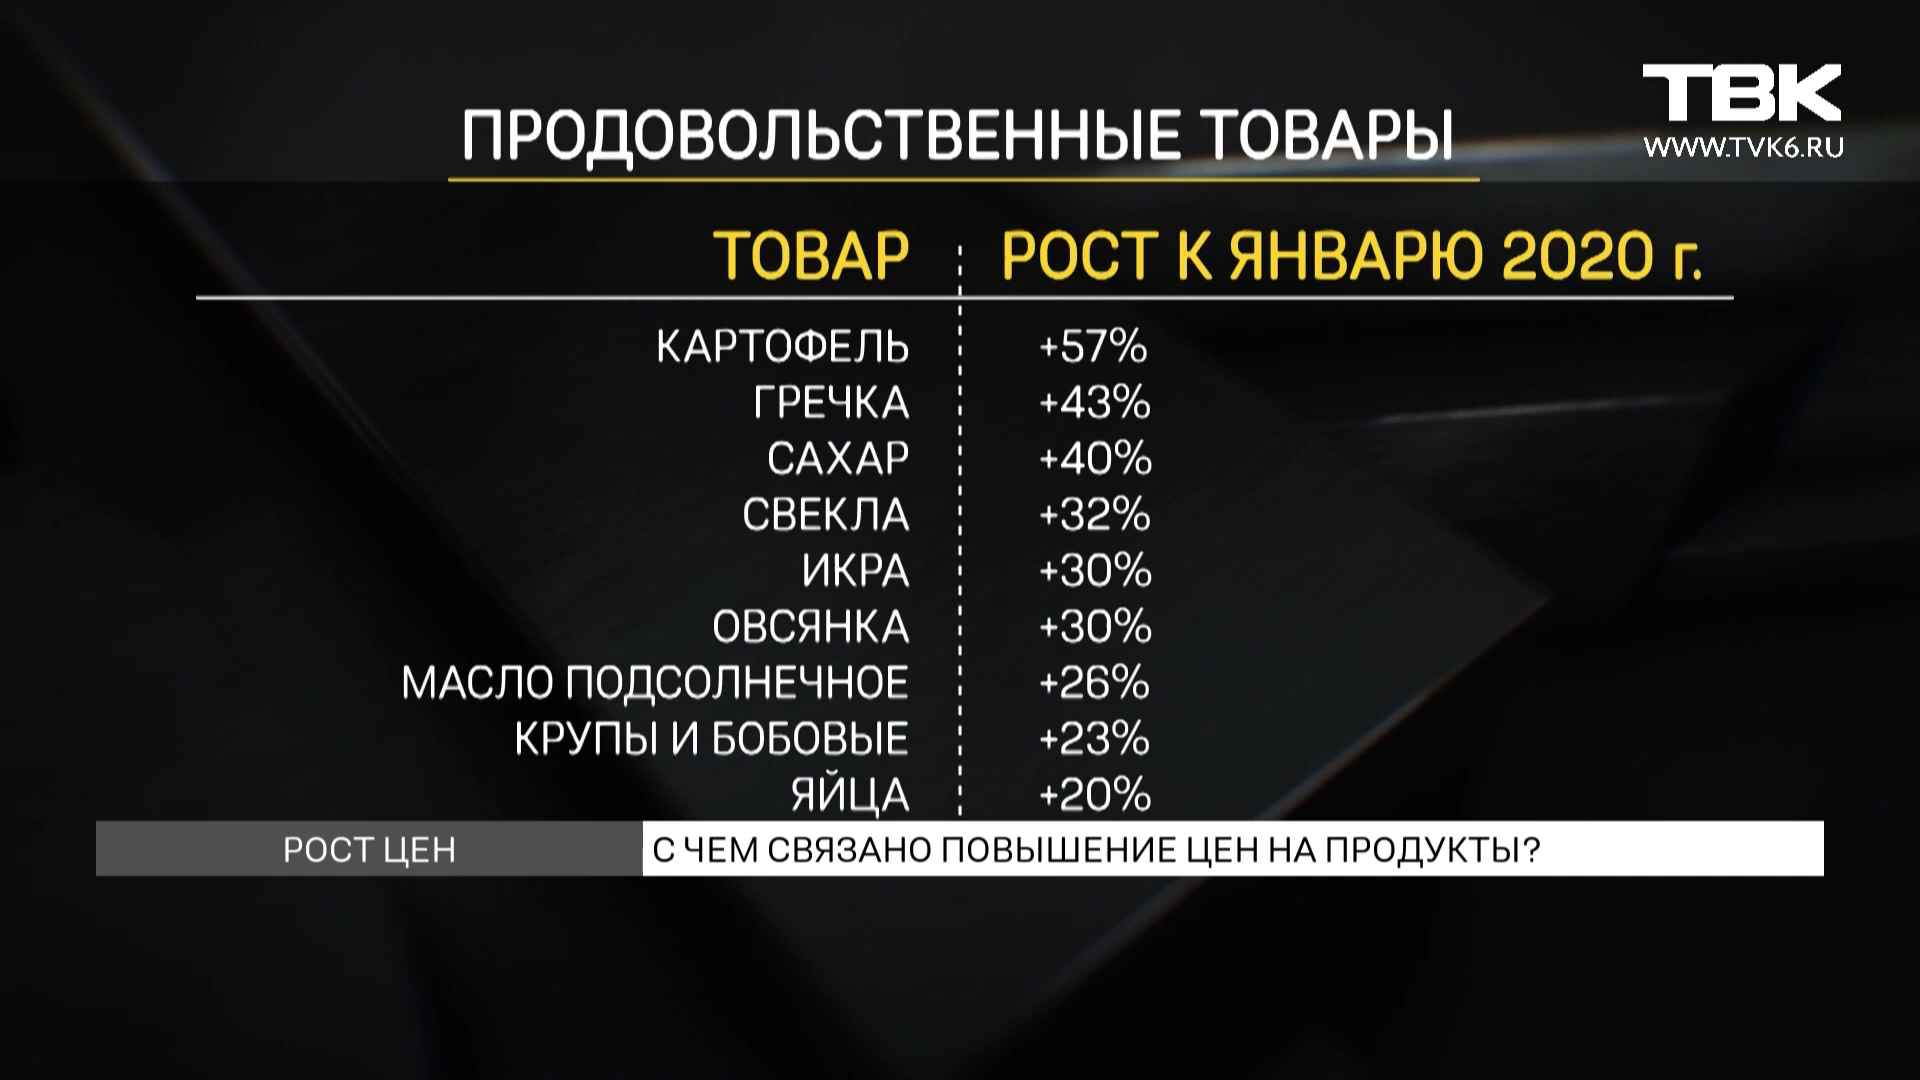 ТВК
WWW.TVK6.RU
ПРОДОВОЛЬСТВЕННЫЕ ТОВАРЫ
ТОВАР РОСТ К ЯНВАРЮ 2020 г.
КАРТОФЕЛЬ +57%
ГРЕЧКА +43%
САХАР +40%
СВЕКЛА +32%
ИКРА +30%
ОВСЯНКА +30%
МАСЛО ПОДСОЛНЕЧНОЕ +26%
КРУПЫ И БОБОВЫЕ +23%
ЯЙЦА +20%
РОСТ ЦЕН С ЧЕМ СВЯЗАНО ПОВЫШЕНИЕ ЦЕН НА ПРОДУКТЫ?